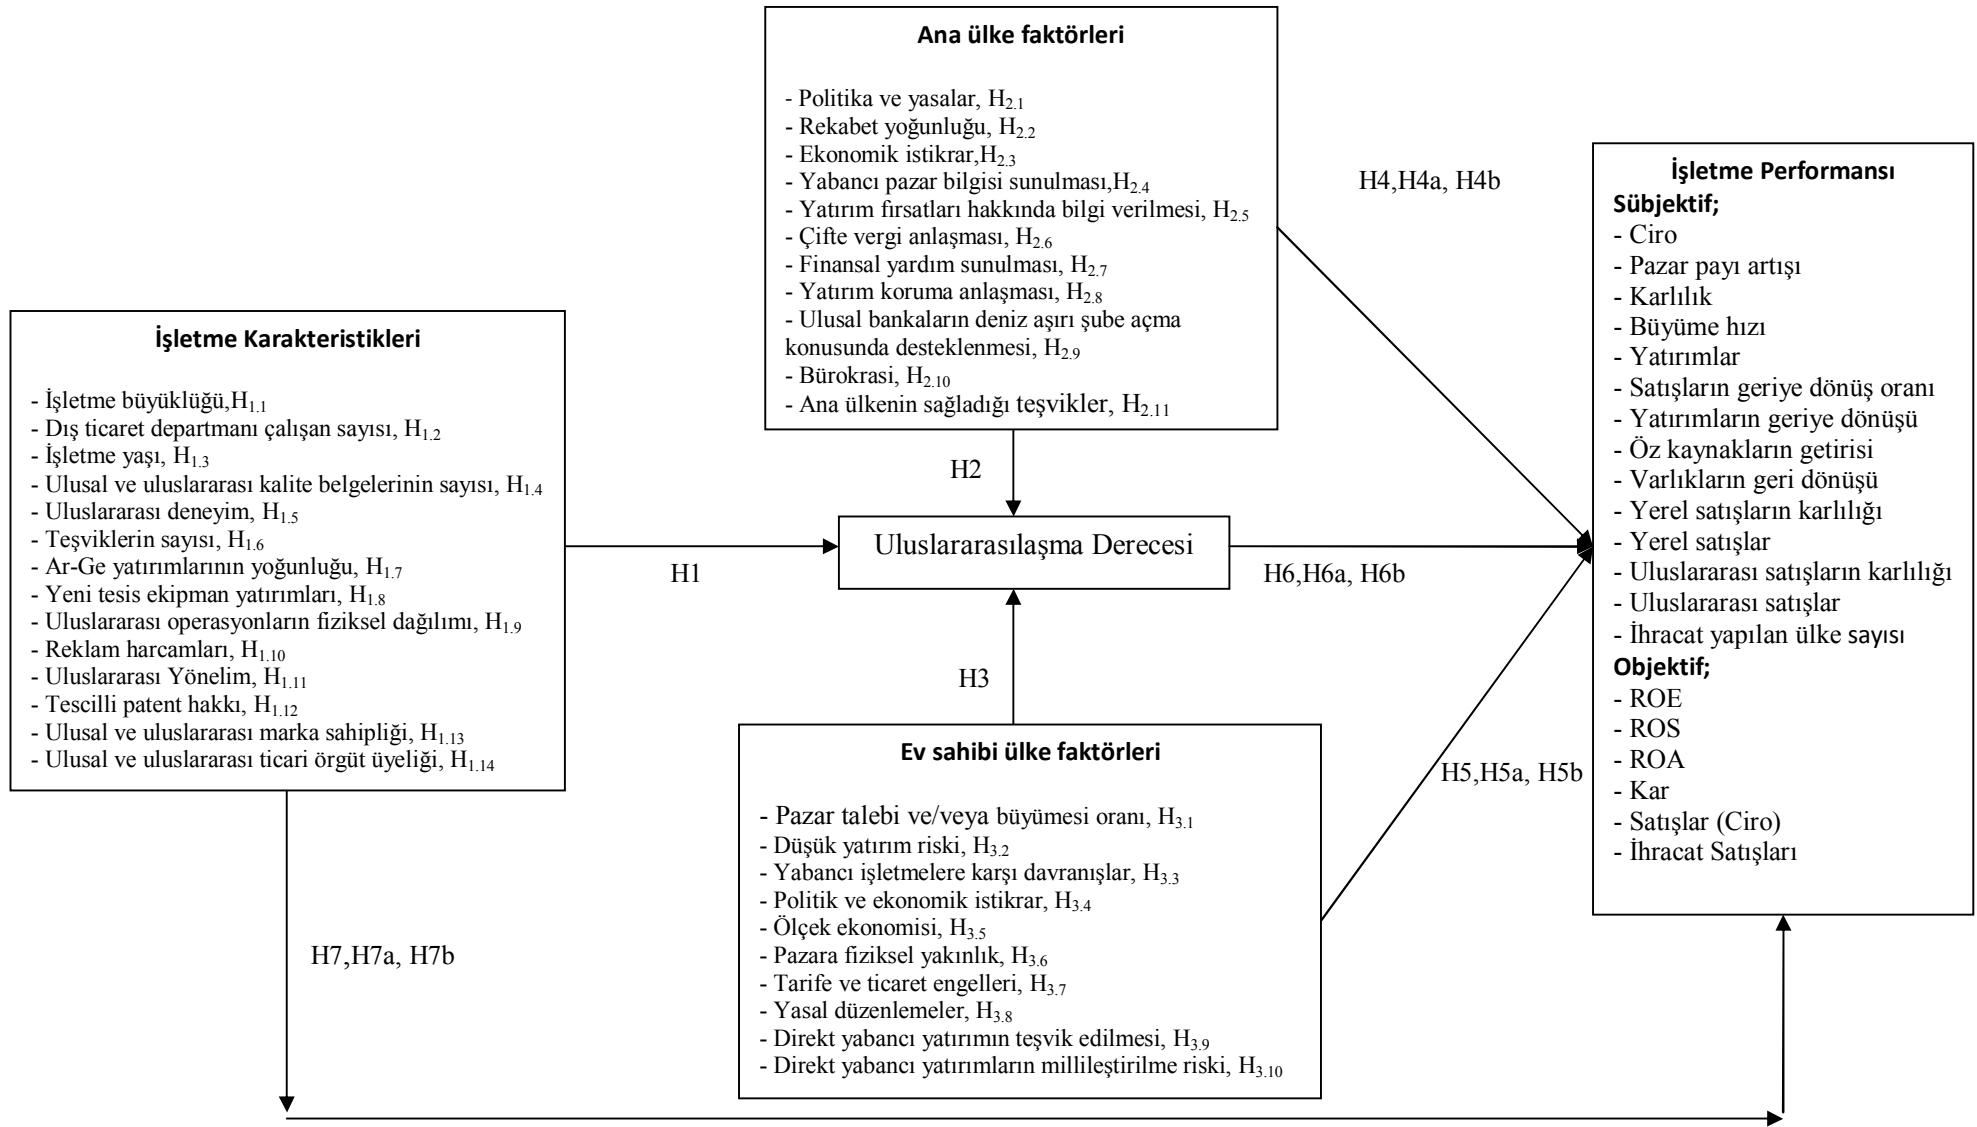 Ana ülke faktörleri
- Politika ve yasalar, H2.1
- Rekabet yoğunluğu, H2.2
- Ekonomik istikrar,H2.3
- Yabancı pazar bilgisi sunulması,H2.4
- Yatırım fırsatları hakkında bilgi verilmesi, H2.5
- Çifte vergi anlaşması, H2.6
- Finansal yardım sunulması, H2.7
- Yatırım koruma anlaşması, H2.8
- Ulusal bankaların deniz aşırı şube açma
konusunda desteklenmesi, H2.9
- Bürokrasi, H2.10
- Ana ülkenin sağladığı teşvikler, H2.11
H4,H4a, H4b
İşletme Karakteristikleri
- İşletme büyüklüğü,H1.1
- Dış ticaret departmanı çalışan sayısı, H1.2
- İşletme yaşı, H1.3
- Ulusal ve uluslararası kalite belgelerinin sayısı, H1.4
- Uluslararası deneyim, H1.5
- Teşviklerin sayısı, H1.6
- Ar-Ge yatırımlarının yoğunluğu, H1.7
- Yeni tesis ekipman yatırımları, H1.8
- Uluslararası operasyonların fiziksel dağılımı, H1.9
- Reklam harcamları, H1.10
- Uluslararası Yönelim, H1.11
- Tescilli patent hakkı, H1.12
- Ulusal ve uluslararası marka sahipliği, H1.13
- Ulusal ve uluslararası ticari örgüt üyeliği, H1.14
H2
H1
Uluslararasılaşma Derecesi
H6,H6a, H6b
H3
Ev sahibi ülke faktörleri
- Pazar talebi ve/veya büyümesi oranı, H3.1
- Düşük yatırım riski, H3.2
- Yabancı işletmelere karşı davranışlar, H3.3
- Politik ve ekonomik istikrar, H3.4
- Ölçek ekonomisi, H3.5
- Pazara fiziksel yakınlık, H3.6
- Tarife ve ticaret engelleri, H3.7
- Yasal düzenlemeler, H3.8
- Direkt yabancı yatırımın teşvik edilmesi, H3.9
- Direkt yabancı yatırımların millileştirilme riski, H3.10
H5,H5a, H5b
H7,H7a, H7b
İşletme Performansı
Sübjektif;
- Ciro
- Pazar payı artışı
- Karlılık
- Büyüme hızı
- Yatırımlar
- Satışların geriye dönüş oranı
- Yatırımların geriye dönüşü
- Öz kaynakların getirisi
- Varlıkların geri dönüşü
- Yerel satışların karlılığı
- Yerel satışlar
- Uluslararası satışların karlılığı
- Uluslararası satışlar
- İhracat yapılan ülke sayısı
Objektif;
- ROE
- ROS
- ROA
- Kar
- Satışlar (Ciro)
- İhracat Satışları